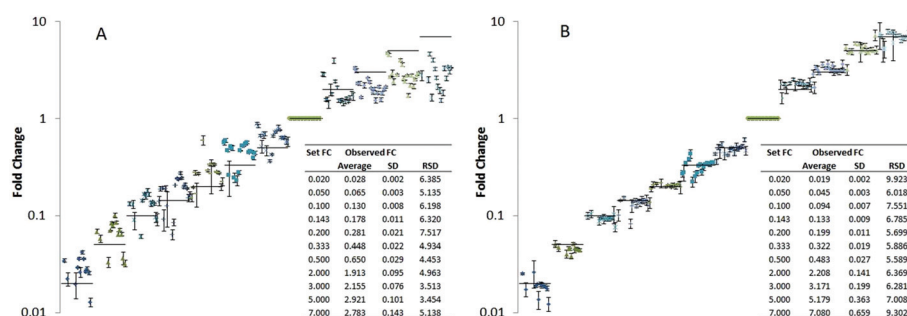 A
Fold Change
10
1
0.1
0.01
Set FC Observed FC
Average SD RSD
0.020 0.028 0.002 6.385
0.050 0.065 0.003 5.135
0.100 0.130 0.008 6.198
0.143 0.178 0.011 6.320
0.200 0.281 0.021 7.517
0.333 0.448 0.022 4.934
0.500 0.650 0.029 4.453
2.000 1.913 0.095 4.963
3.000 2.155 0.076 3.513
5.000 2.921 0.101 3.454
7.000 2.783 0.143 5.138
B
Fold Change
10
1
0.1
0.01
Set FC Observed FC
Average SD RSD
0.020 0.019 0.002 9.923
0.050 0.045 0.003 6.018
0.100 0.094 0.007 7.551
0.143 0.133 0.009 6.785
0.200 0.199 0.011 5.699
0.333 0.322 0.019 5.886
0.500 0.483 0.027 5.589
2.000 2.208 0.141 6.369
3.000 3.171 0.199 6.281
5.000 5.179 0.363 7.008
7.000 7.080 0.659 9.302